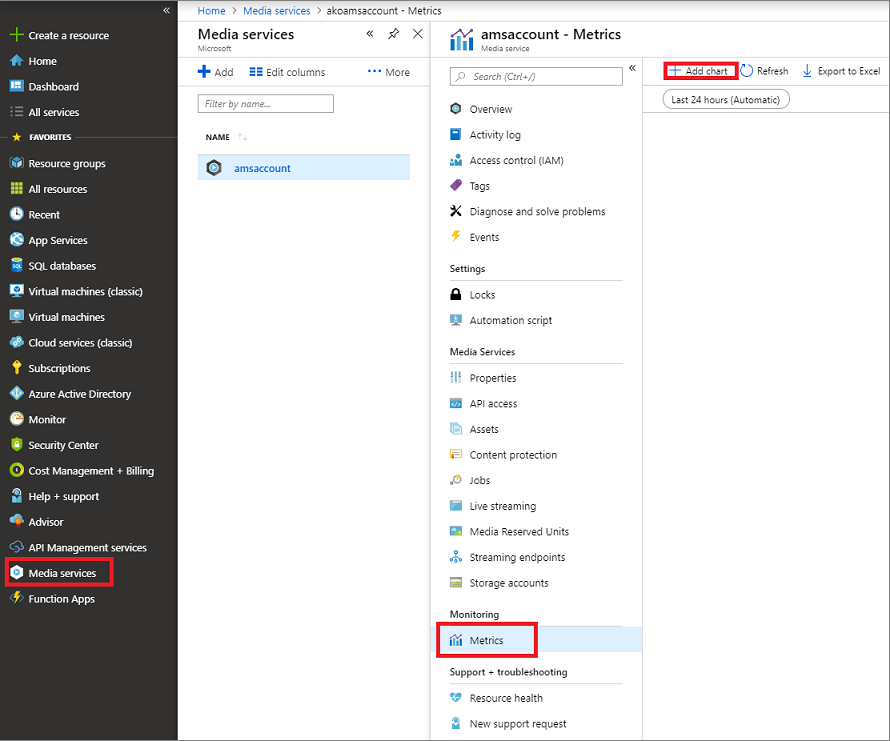 Create a resource
Home
Dashboard
All services
FAVORITES
Resource groups
All resources
Recent
App Services
SQL databases
Virtual machines (classic)
Virtual machines
Cloud services (classic)
Subscriptions
Azure Active Directory
Monitor
Security Center
Cost Management + Billing
Help + support
Advisor
API Management services
Media services
Function Apps
Home > Media services > akoamsaccount - Metrics
Media services
Microsoft
Add Edit columns ··· More
Filter by name...
NAME
amsaccount
amsaccount - Metrics
Media service
Search (Ctrl+/)
Overview
Activity log
Access control (IAM)
Tags
Diagnose and solve problems
Events
Settings
Locks
Automation script
Media Services
Properties
API access
Assets
Content protection
Jobs
Live streaming
Media Reserved Units
Streaming endpoints
Storage accounts
Monitoring
Metrics
Support + troubleshooting
Resource health
New support request
Add chart Refresh Export to Excel
Last 24 hours (Automatic)